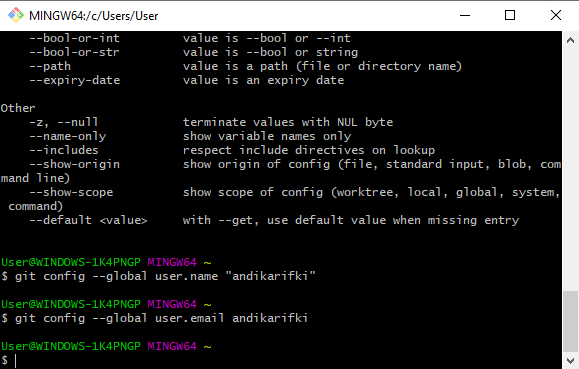 MINGW64:/c/Users/User
--bool-or-int value is --bool or --int
--bool-or-str value is --bool or string
--path value is a path (file or directory name)
--expiry-date value is an expiry date
Other
-z, --null terminate values with NUL byte
--name-only show variable names only
--includes respect include directives on lookup
--show-origin show origin of config (file, standard input, blob, com
mand line)
--show-scope show scope of config (worktree, local, global, system,
command)
--default <value> with --get, use default value when missing entry
User@WINDOWS-1K4PNGP MINGW64 ~
$ git config --global user.name "andikarifki"
User@WINDOWS-1K4PNGP MINGW64 ~
$ git config --global user.email andikarifki
User@WINDOWS-1K4PNGP MINGW64 ~
$